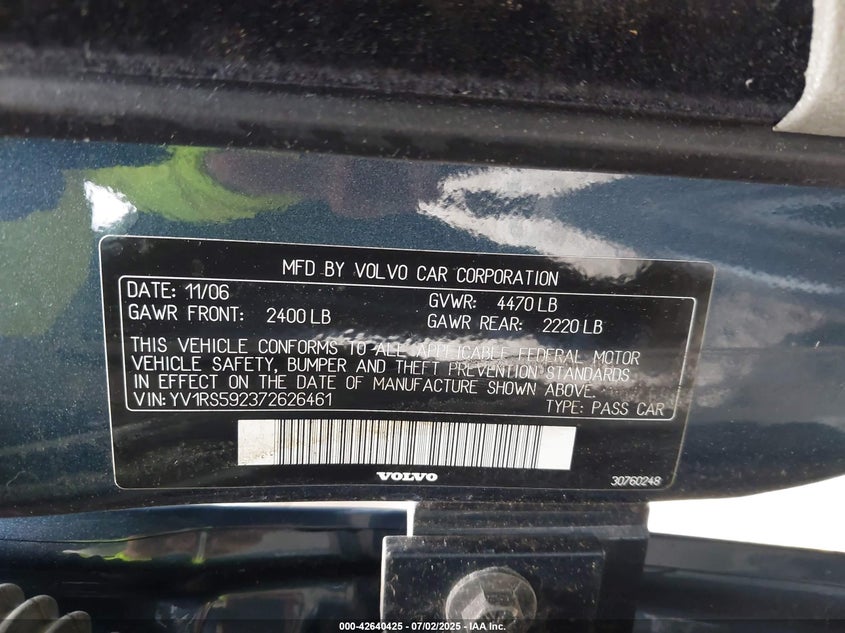 MFD BY VOLVO CAR CORPORATION
DATE: 11/06 GVWR: 4470 LB
GAWR FRONT: 2400 LB GAWR REAR: 2220 LB
THIS VEHICLE CONFORMS TO ALL APPLICABLE FEDERAL MOTOR
VEHICLE SAFETY, BUMPER AND THEFT PREVENTION STANDARDS
IN EFFECT ON THE DATE OF MANUFACTURE SHOWN ABOVE.
VIN: YV1RS592372626461 TYPE: PASS CAR
VOLVO
30760248
000-42640425 - 07/02/2025 - IAA Inc.